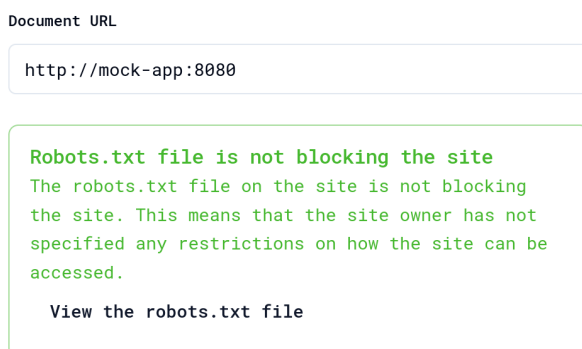 Document URL
http://mock-app:8080
Robots.txt file is not blocking the site
The robots.txt file on the site is not blocking
the site. This means that the site owner has not
specified any restrictions on how the site can be
accessed.
View the robots.txt file